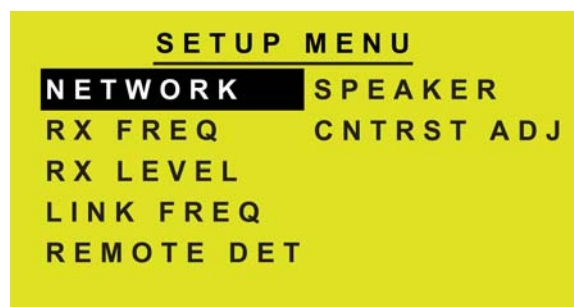 SETUP MENU
NETWORK SPEAKER
RX FREQ CNTRST ADJ
RX LEVEL
LINK FREQ
REMOTE DET